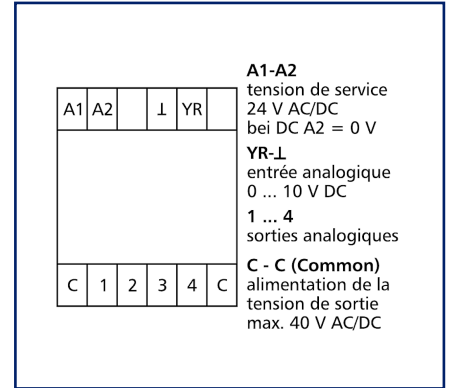 A1 A2 ⊥ YR
C 1 2 3 4 C
A1-A2
tension de service
24 V AC/DC
bei DC A2 = 0 V
YR-⊥
entrée analogique
0 ... 10 V DC
1 ... 4
sorties analogiques
C - C (Common)
alimentation de la
tension de sortie
max. 40 V AC/DC